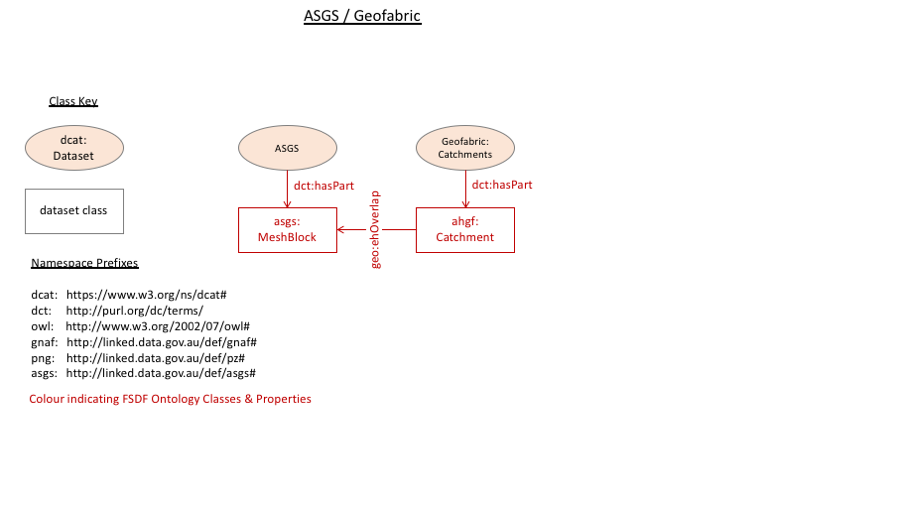 ASGS / Geofabric
Class Key
dcat:
Dataset
dataset class
ASGS
Geofabric:
Catchments
dct:hasPart
dct:hasPart
asgs:
MeshBlock
geo:ehOverlap
ahgf:
Catchment
Namespace Prefixes
dcat: https://www.w3.org/ns/dcat#
dct: http://purl.org/dc/terms/
owl: http://www.w3.org/2002/07/owl#
gnaf: http://linked.data.gov.au/def/gnaf#
png: http://linked.data.gov.au/def/pz#
asgs: http://linked.data.gov.au/def/asgs#
Colour indicating FSDF Ontology Classes & Properties